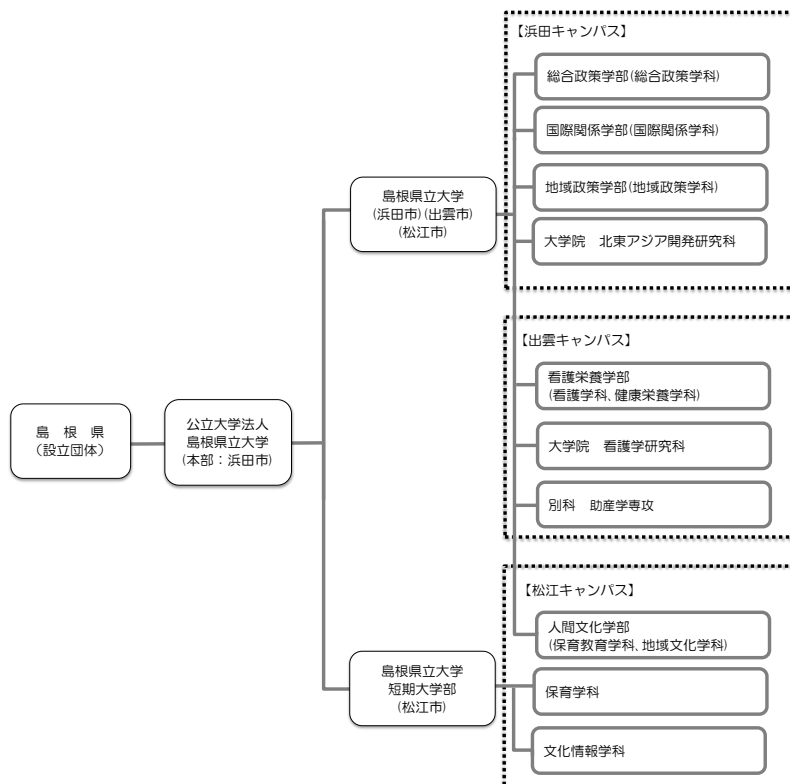 島 根 県
(設立団体)
公立大学法人
島根県立大学
(本部：浜田市)
島根県立大学
(浜田市)(出雲市)
(松江市)
【浜田キャンパス】
総合政策学部(総合政策学科)
国際関係学部(国際関係学科)
地域政策学部(地域政策学科)
大学院　北東アジア開発研究科
【出雲キャンパス】
看護栄養学部
(看護学科、健康栄養学科)
大学院　看護学研究科
別科　助産学専攻
【松江キャンパス】
人間文化学部
(保育教育学科、地域文化学科)
島根県立大学
短期大学部
(松江市)
保育学科
文化情報学科